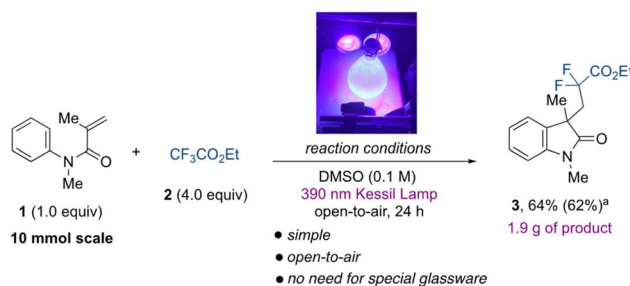 Me
N
Me
O
1 (1.0 equiv)
10 mmol scale
+
CF₃CO₂Et
2 (4.0 equiv)
reaction conditions
DMSO (0.1 M)
390 nm Kessil Lamp
open-to-air, 24 h
● simple
● open-to-air
● no need for special glassware
F
F
CO₂Et
Me
O
N
Me
3, 64% (62%)ᵃ
1.9 g of product